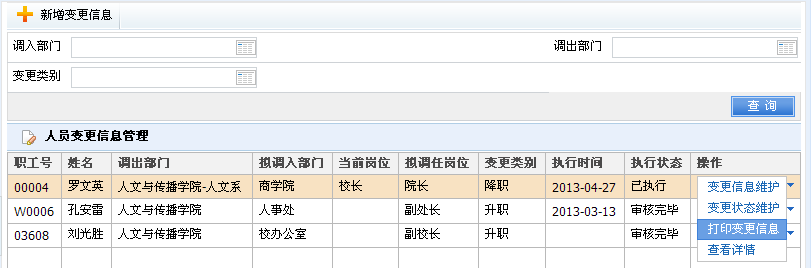 新增变更信息
调入部门 调出部门
变更类别
查 询
人员变更信息管理
职工号 姓名 调出部门 拟调入部门 当前岗位 拟调任岗位 变更类别 执行时间 执行状态 操作
00004 罗文英 人文与传播学院-人文系 商学院 校长 院长 降职 2013-04-27 已执行 变更信息维护
W0006 孔安雷 人文与传播学院 人事处 副处长 升职 2013-03-13 审核完毕 变更状态维护
03608 刘光胜 人文与传播学院 校办公室 副校长 升职 审核完毕 打印变更信息
查看详情